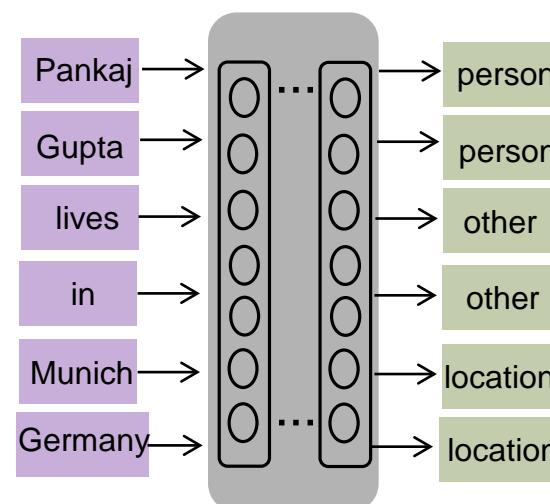 Pankaj
person
Gupta
person
lives
other
in
other
Munich
location
Germany
location